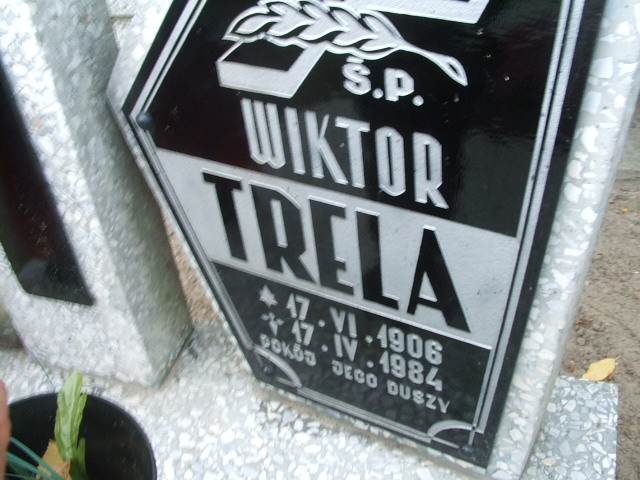 Ś.P.
WIKTOR
TRELA
* 17 · VI · 1906
✝ 17 · IV · 1984
POKÓJ JEGO DUSZY